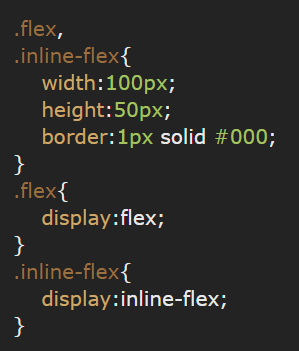 .flex,
.inline-flex{
width:100px;
height:50px;
border:1px solid #000;
}
.flex{
display:flex;
}
.inline-flex{
display:inline-flex;
}